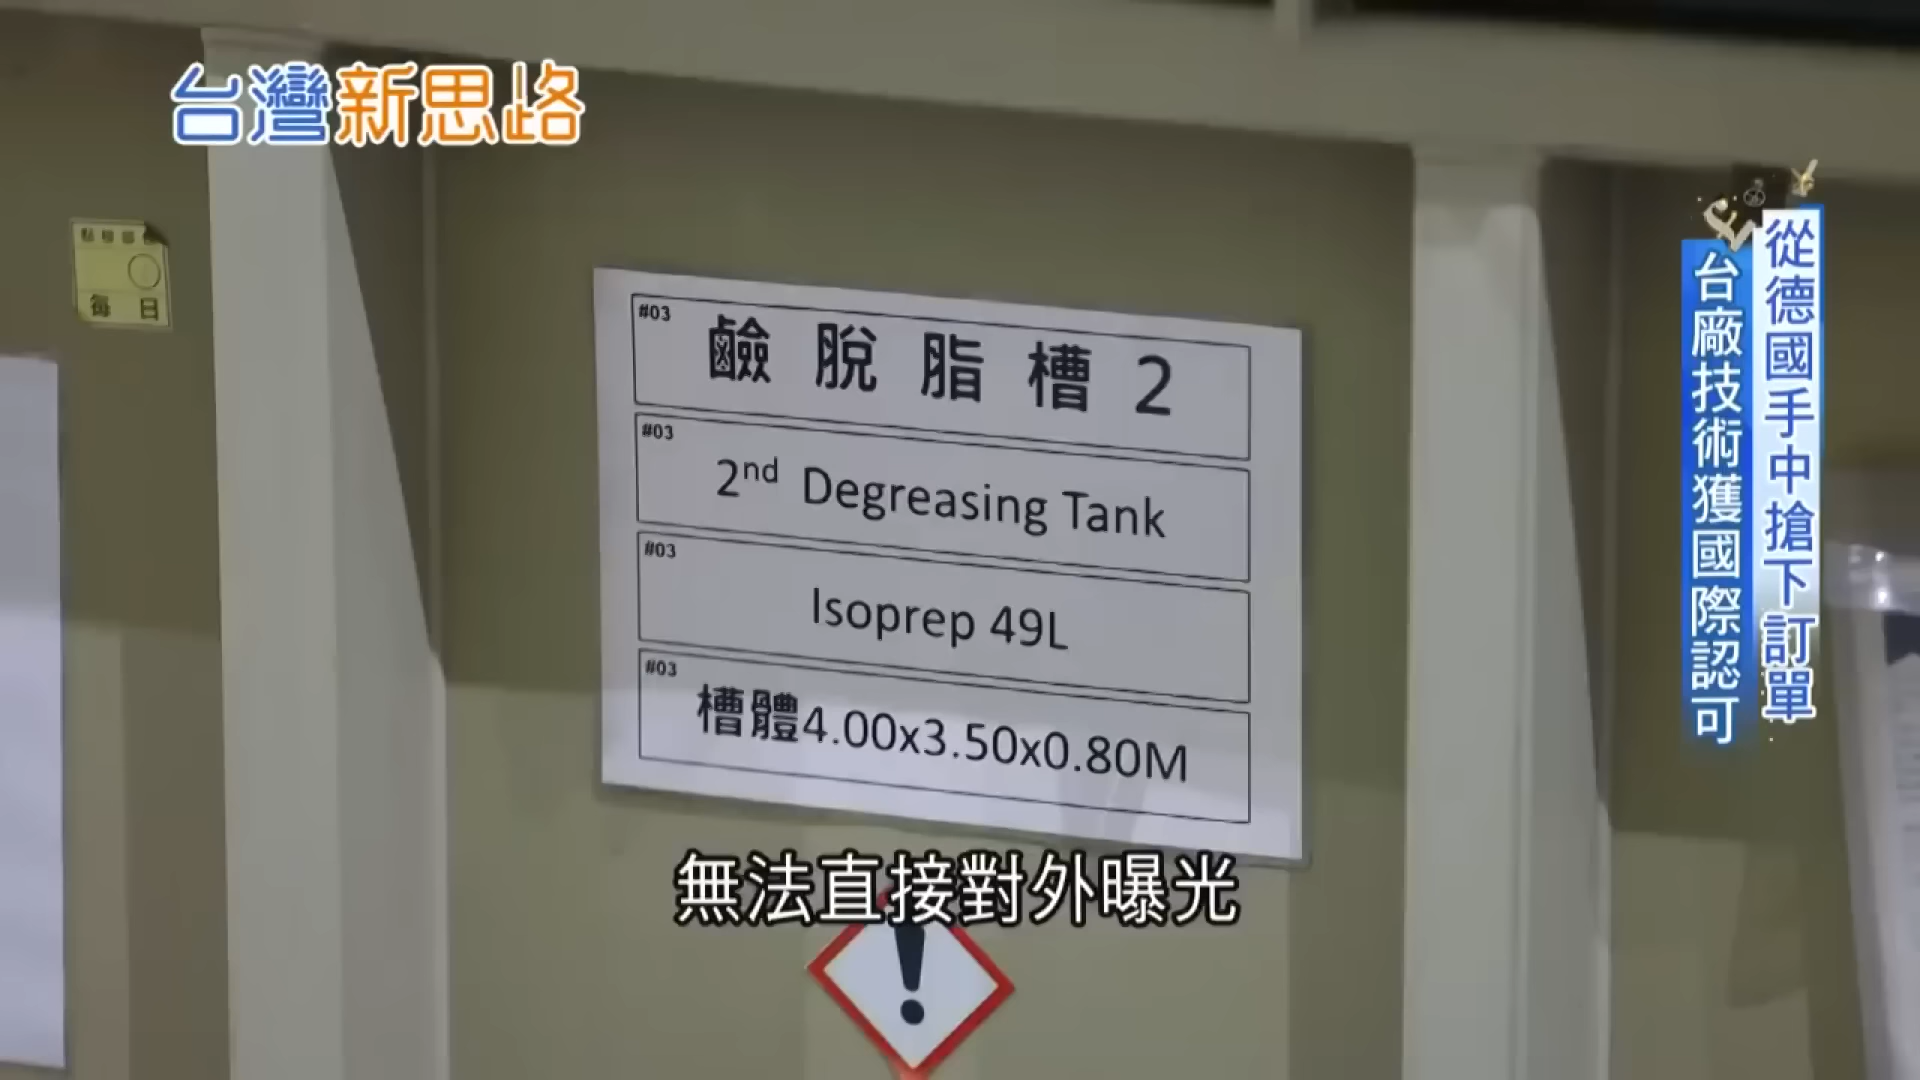 台灣新思路
每 日
#03
鹼 脫 脂 槽 2
#03
2nd Degreasing Tank
#03
Isoprep 49L
#03
槽體4.00x3.50x0.80M
從德國手中搶下訂單
台廠技術獲國際認可
無法直接對外曝光